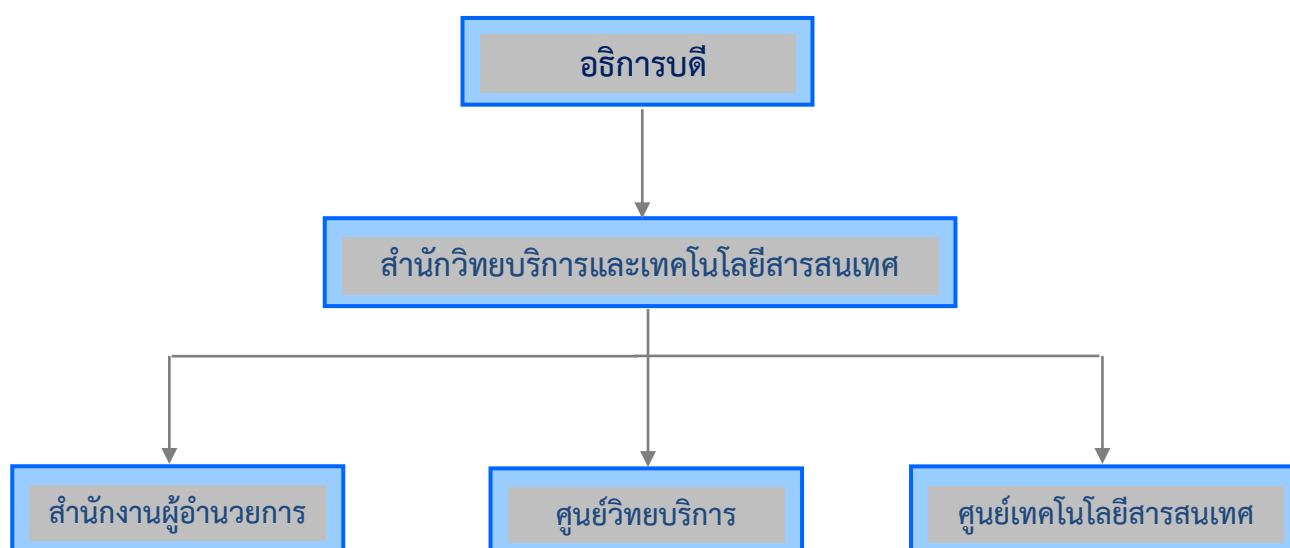 อธิการบดี
สำนักวิทยบริการและเทคโนโลยีสารสนเทศ
สำนักงานผู้อำนวยการ
ศูนย์วิทยบริการ
ศูนย์เทคโนโลยีสารสนเทศ